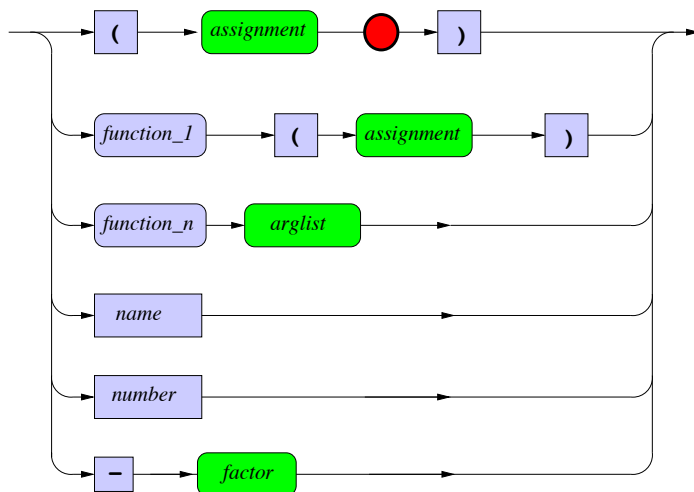 ( assignment )
function_1 ( assignment )
function_n arglist
name
number
− factor